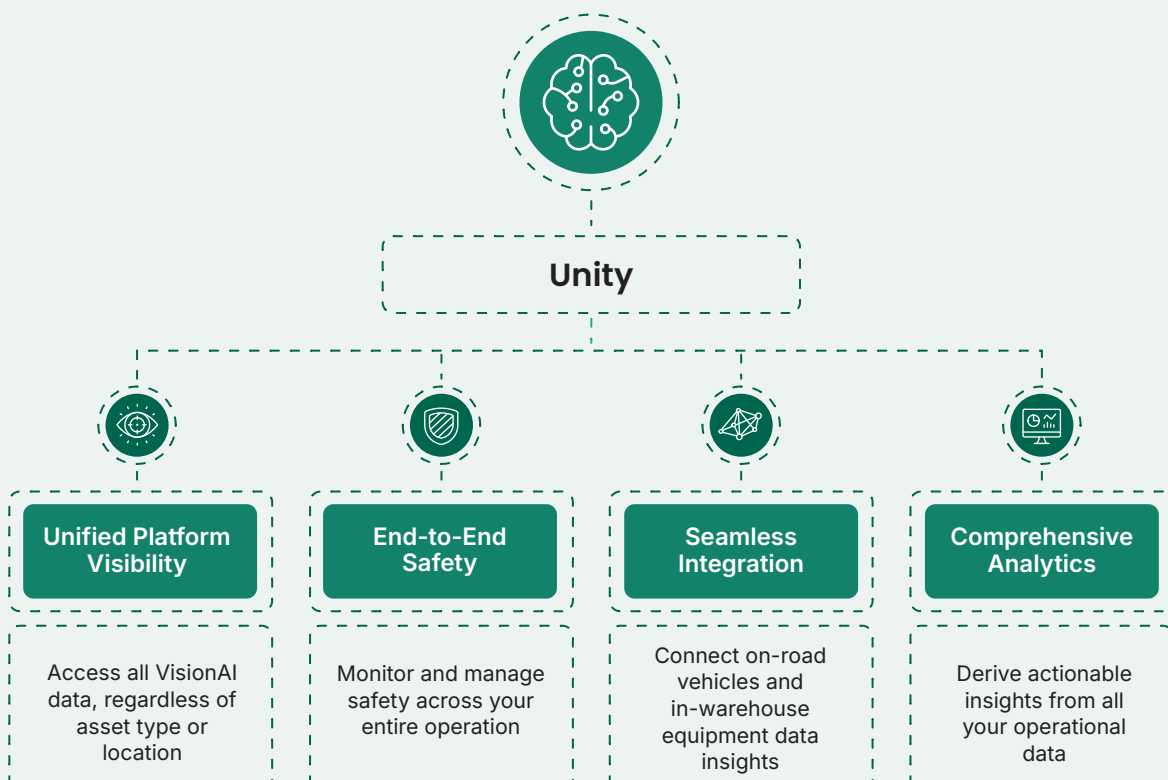 Unity
Unified Platform
Visibility
End-to-End
Safety
Seamless
Integration
Comprehensive
Analytics
Access all VisionAI
data, regardless of
asset type or
location
Monitor and manage
safety across your
entire operation
Connect on-road
vehicles and
in-warehouse
equipment data
insights
Derive actionable
insights from all
your operational
data